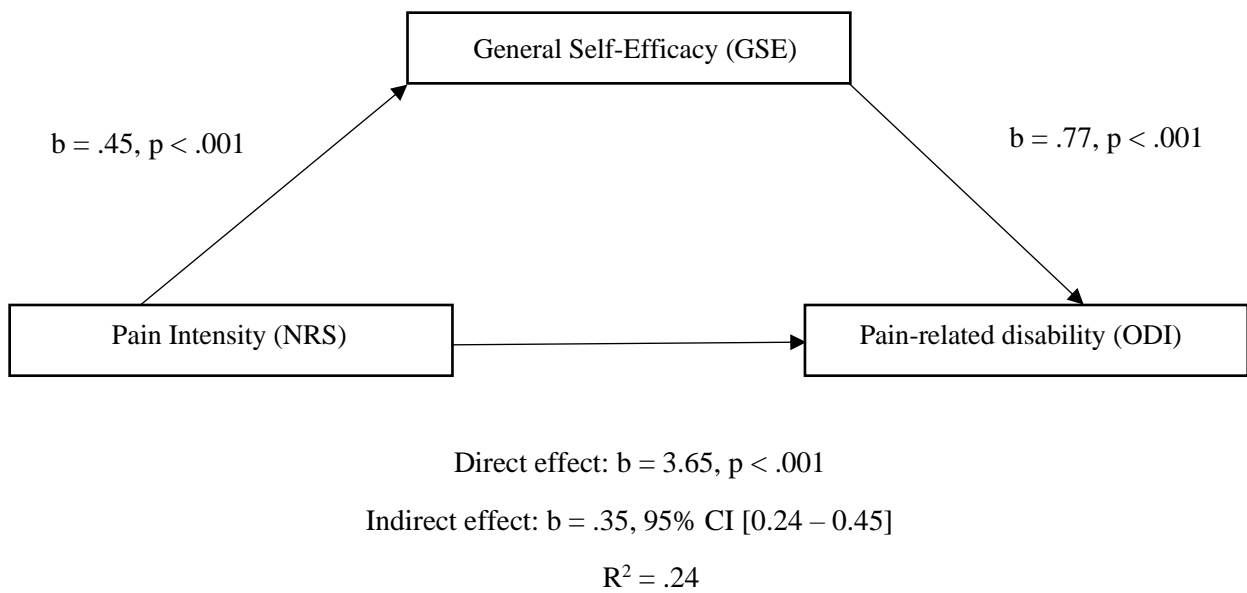 General Self-Efficacy (GSE)
b = .45, p < .001
b = .77, p < .001
Pain Intensity (NRS)
Pain-related disability (ODI)
Direct effect: b = 3.65, p < .001
Indirect effect: b = .35, 95% CI [0.24 – 0.45]
R² = .24